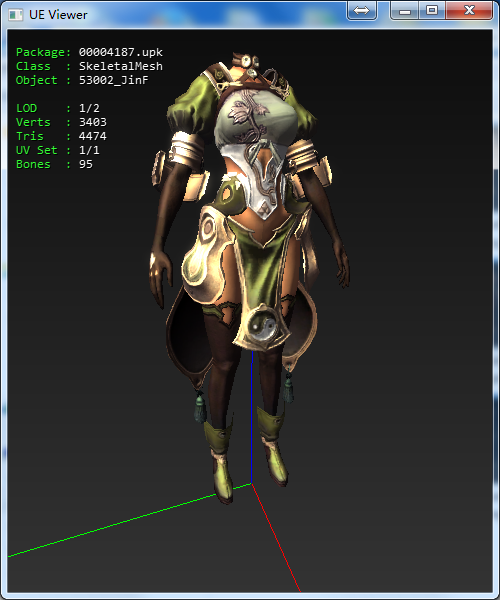 UE Viewer
Package: 00004187.upk
Class  : SkeletalMesh
Object : 53002_JinF
LOD    : 1/2
Verts  : 3403
Tris   : 4474
UV Set : 1/1
Bones  : 95